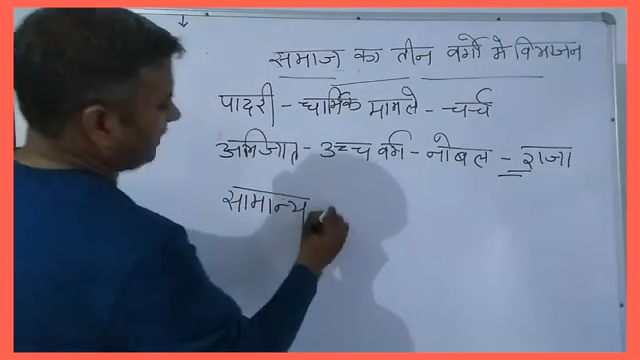 समाज का तीन वर्गो मे विभाजन
पादरी - धार्मिक मामले - चर्च
अभिजात - उच्च वर्ग - नोबल - राजा
सामान्य